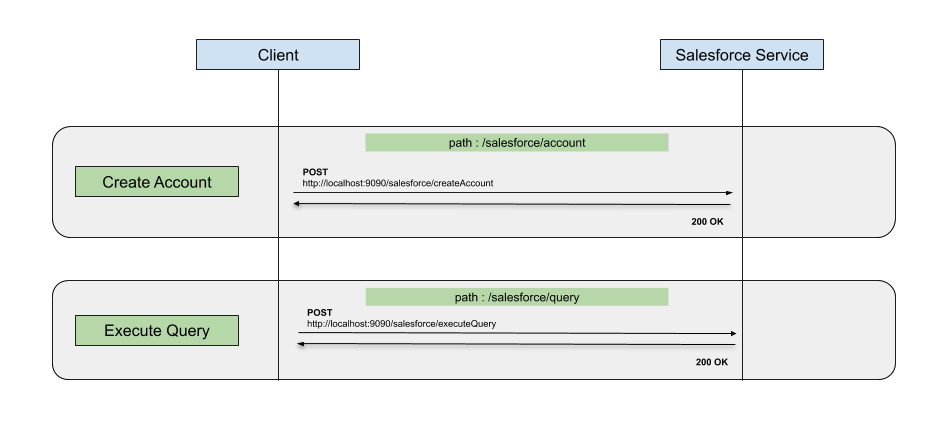 Client
Salesforce Service
path : /salesforce/account
Create Account
POST
http://localhost:9090/salesforce/createAccount
200 OK
path : /salesforce/query
Execute Query
POST
http://localhost:9090/salesforce/executeQuery
200 OK